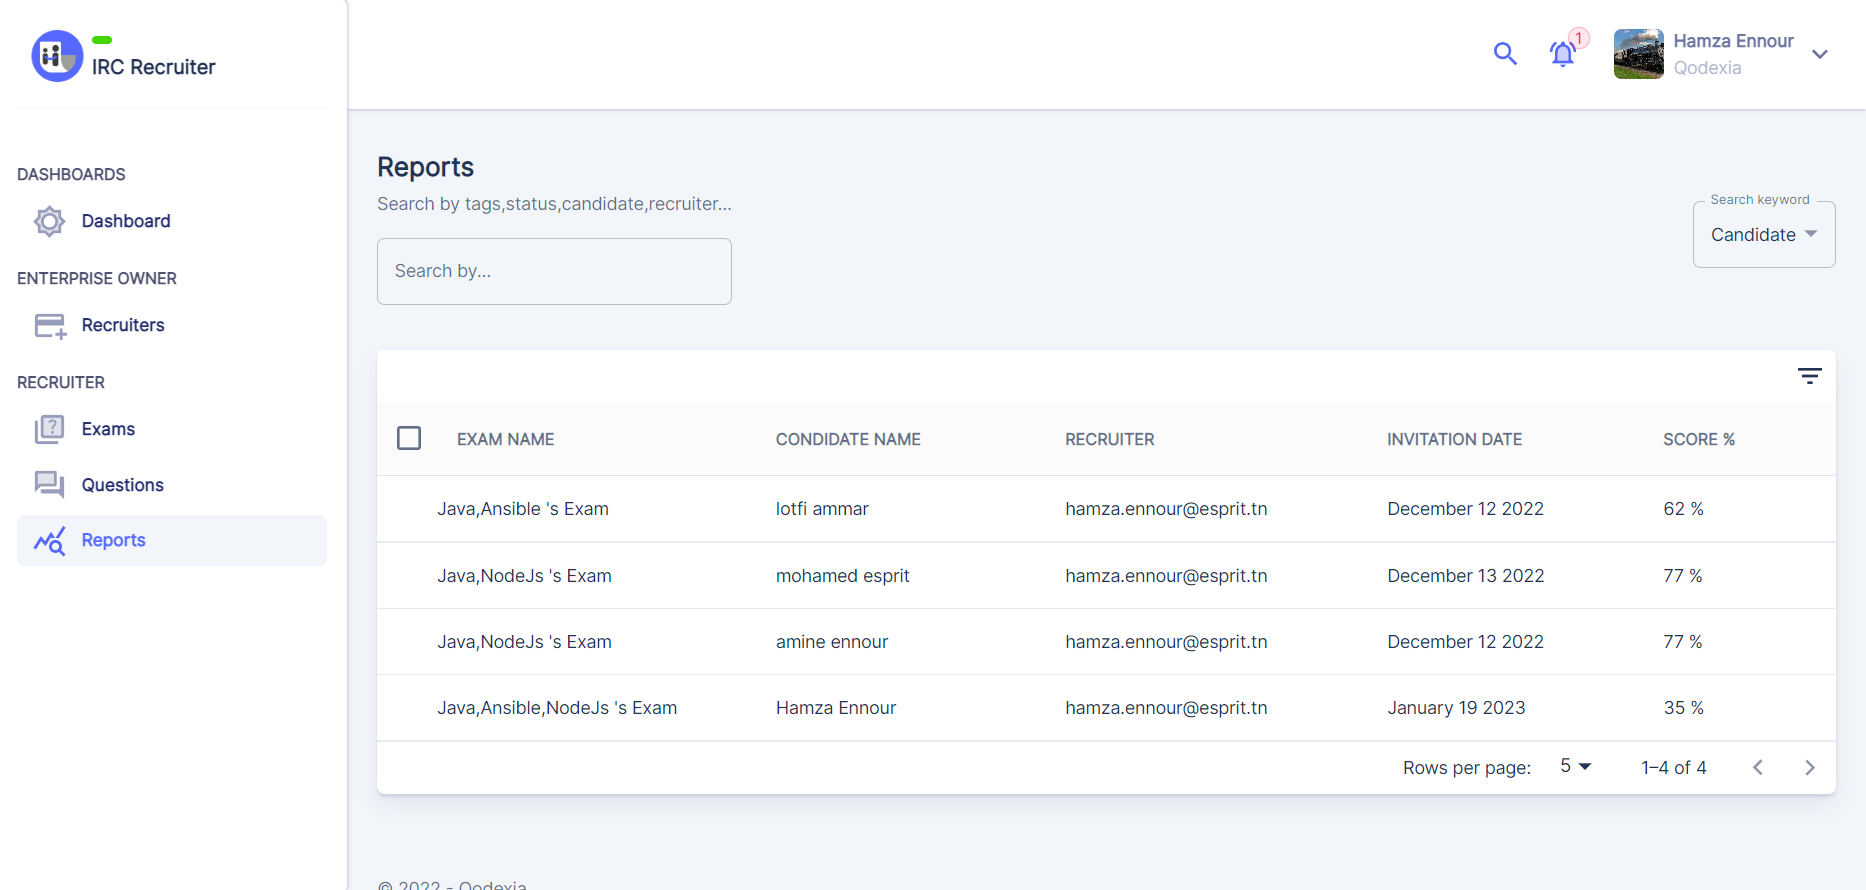 IRC Recruiter
1
Hamza Ennour
Qodexia
DASHBOARDS
Dashboard
ENTERPRISE OWNER
Recruiters
RECRUITER
Exams
Questions
Reports
Reports
Search by tags,status,candidate,recruiter...
Search by...
Search keyword
Candidate
EXAM NAME CONDIDATE NAME RECRUITER INVITATION DATE SCORE %
Java,Ansible 's Exam lotfi ammar hamza.ennour@esprit.tn December 12 2022 62 %
Java,NodeJs 's Exam mohamed esprit hamza.ennour@esprit.tn December 13 2022 77 %
Java,NodeJs 's Exam amine ennour hamza.ennour@esprit.tn December 12 2022 77 %
Java,Ansible,NodeJs 's Exam Hamza Ennour hamza.ennour@esprit.tn January 19 2023 35 %
Rows per page: 5 1–4 of 4
© 2022 - Qodexia